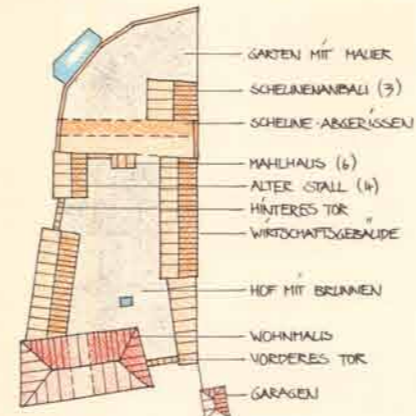 GARTEN MIT MAUER
SCHEUNENANBAU (3)
SCHEUNE-ABGERISSEN
MAHLHAUS (6)
ALTER STALL (4)
HINTERES TOR
WIRTSCHAFTSGEBÄUDE
HOF MIT BRUNNEN
WOHNHAUS
VORDERES TOR
GARAGEN